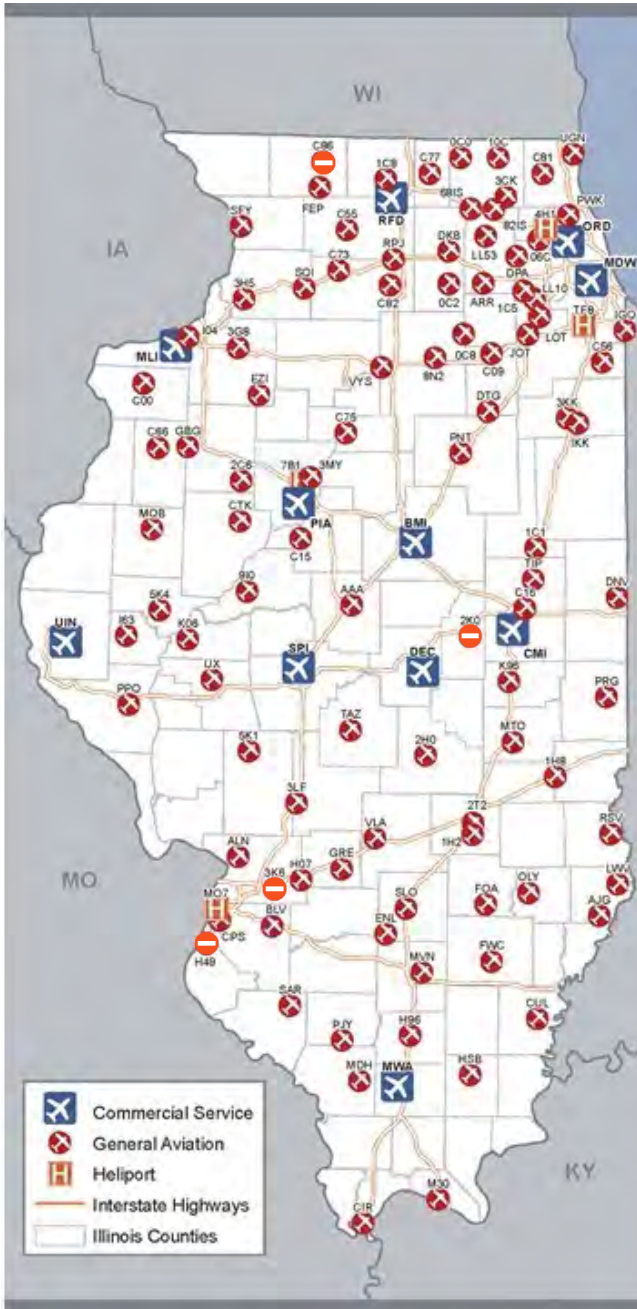 WI
C86
0C0
10C
UGN
1C8
C77
C81
68IS
3CK
FEP
RFD
4H1
PWK
SFY
C55
82IS
ORD
IA
DKB
RPJ
LL53
06C
MDW
C73
SQI
DPA
3H5
LL10
C82
0C2
ARR
1C5
TF8
IGQ
I04
3G8
LOT
MLI
JOT
C56
VYS
8N2
0C8
C09
C00
EZI
DTG
C75
3KK
C66
GBG
PNT
IKK
2C6
7B1
3MY
MOB
CTK
PIA
BMI
C15
1C1
TIP
9I0
AAA
C16
DNV
5K4
UIN
I63
K06
SPI
DEC
2K0
CMI
UX
K96
PPO
PRG
TAZ
MTO
5K1
2H0
1H8
3LF
2T2
VLA
1H2
RSV
ALN
GRE
MO
3K6
H07
OLY
LWV
MO7
SLO
FOA
AJG
CPS
BLV
ENL
H49
MVN
FWC
SAR
CUL
PJY
H96
MDH
MWA
HSB
Commercial Service
General Aviation
H Heliport
KY
Interstate Highways
M30
Illinois Counties
CIR